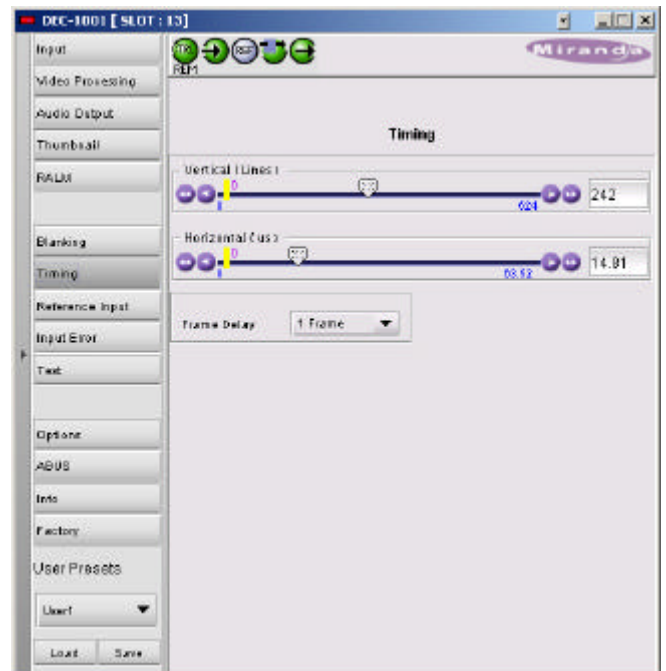 DEC-1001 [ SLOT : 13]
Input
Video Processing
Audio Output
Thumbnail
RALM
Blanking
Timing
Reference Input
Input Error
Text
Options
ABUS
Info
Factory
User Presets
User1
Load Save
REF
REM
Miranda
Timing
Vertical (Lines)
0
624
242
Horizontal (us)
0
14.81
Frame Delay 1 Frame